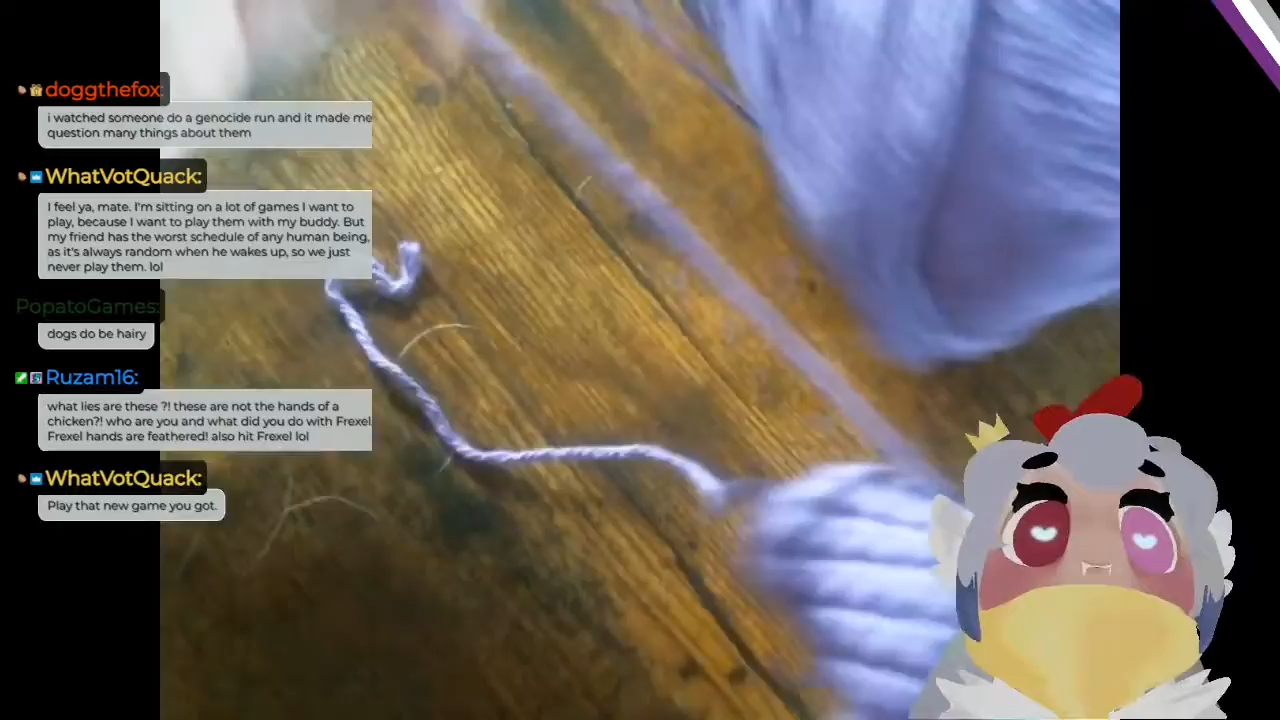 doggthefox:
i watched someone do a genocide run and it made me
question many things about them
WhatVotQuack:
I feel ya, mate. I'm sitting on a lot of games I want to
play, because I want to play them with my buddy. But
my friend has the worst schedule of any human being,
as it's always random when he wakes up, so we just
never play them. lol
PopatoGames:
dogs do be hairy
Ruzam16:
what lies are these ?! these are not the hands of a
chicken?! who are you and what did you do with Frexel
Frexel hands are feathered! also hit Frexel lol
WhatVotQuack:
Play that new game you got.